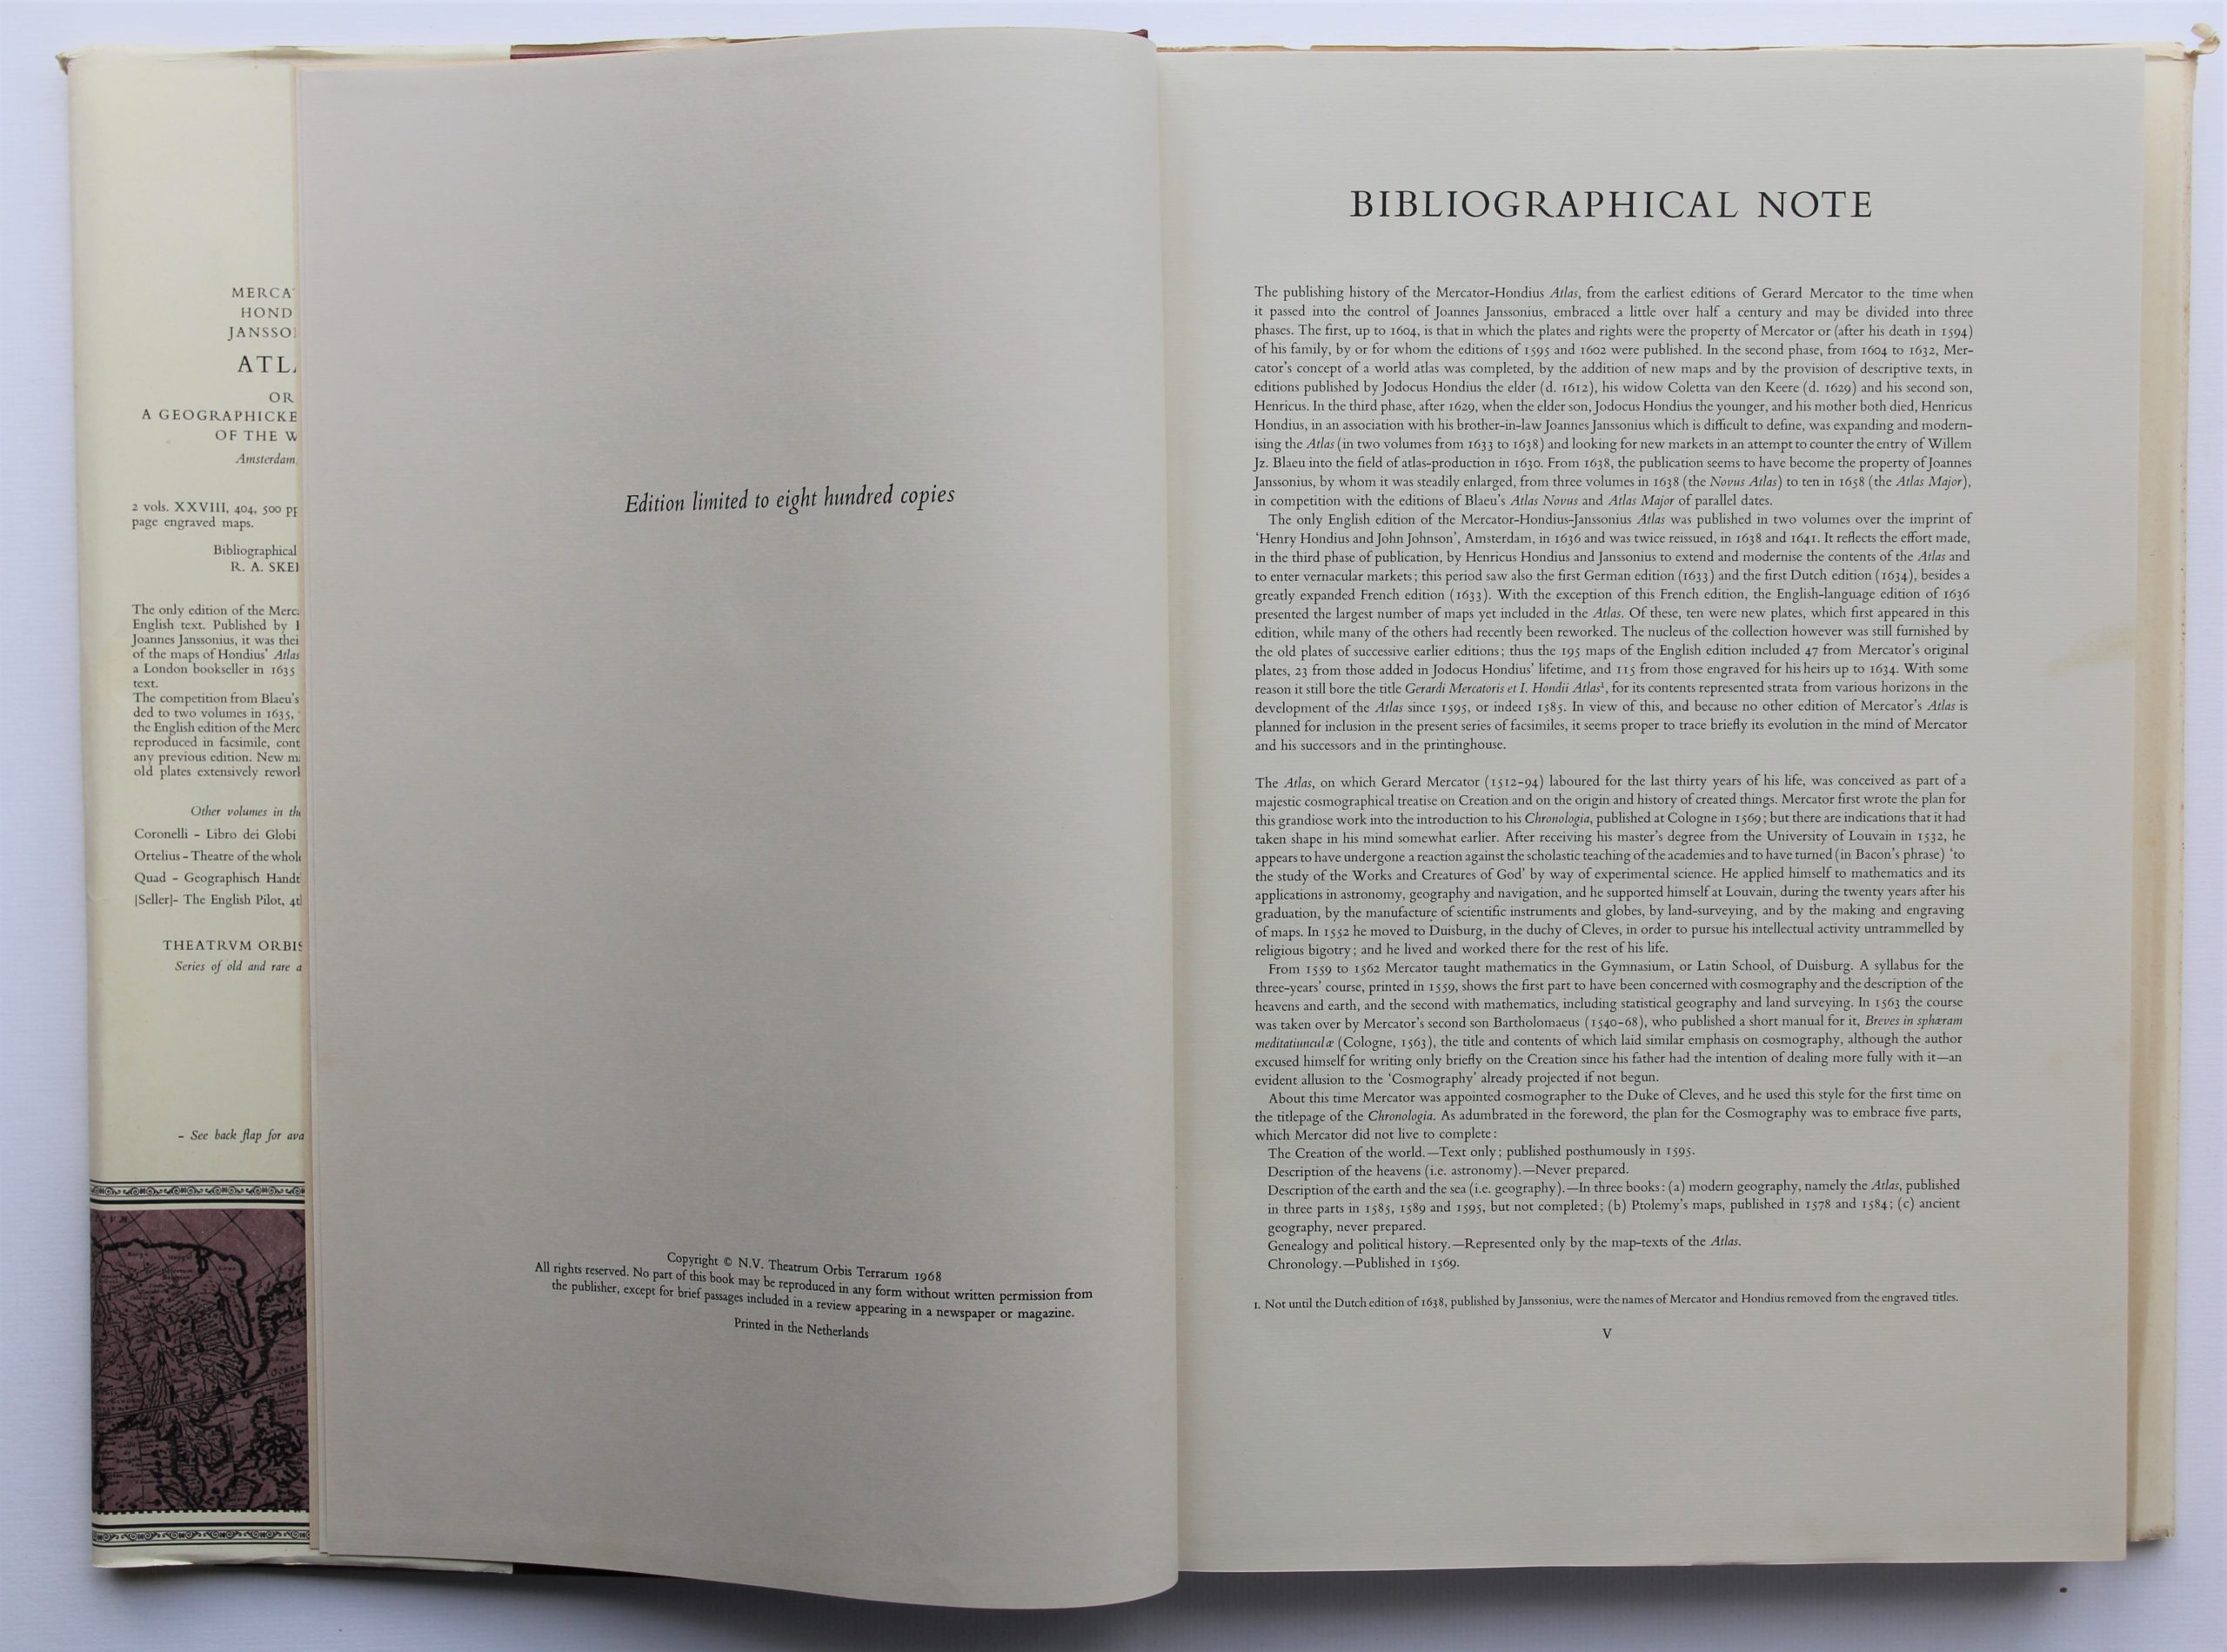 MERCA
HOND
JANSSO
ATL
OR
A GEOGRAPHICKE
OF THE W
Amsterdam,
2 vols. XXVIII, 404, 500 pp
page engraved maps.
Bibliographical
R. A. SKE
The only edition of the Merc
English text. Published by
Joannes Janssonius, it was thei
of the maps of Hondius' Atlas
a London bookseller in 1635
text.
The competition from Blaeu's
ded to two volumes in 1635,
the English edition of the Merc
reproduced in facsimile, cont
any previous edition. New m
old plates extensively rewor
Other volumes in the
Coronelli – Libro dei Globi
Ortelius – Theatre of the whol
Quad – Geographisch Handt
[Seller]– The English Pilot, 4t
THEATRVM ORBIS
Series of old and rare a
– See back flap for ava
Edition limited to eight hundred copies
Copyright © N.V. Theatrum Orbis Terrarum 1968
All rights reserved. No part of this book may be reproduced in any form without written permission from
the publisher, except for brief passages included in a review appearing in a newspaper or magazine.
Printed in the Netherlands
BIBLIOGRAPHICAL NOTE
The publishing history of the Mercator-Hondius Atlas, from the earliest editions of Gerard Mercator to the time when
it passed into the control of Joannes Janssonius, embraced a little over half a century and may be divided into three
phases. The first, up to 1604, is that in which the plates and rights were the property of Mercator or (after his death in 1594)
of his family, by or for whom the editions of 1595 and 1602 were published. In the second phase, from 1604 to 1632, Mer-
cator's concept of a world atlas was completed, by the addition of new maps and by the provision of descriptive texts, in
editions published by Jodocus Hondius the elder (d. 1612), his widow Coletta van den Keere (d. 1629) and his second son,
Henricus. In the third phase, after 1629, when the elder son, Jodocus Hondius the younger, and his mother both died, Henricus
Hondius, in an association with his brother-in-law Joannes Janssonius which is difficult to define, was expanding and modern-
ising the Atlas (in two volumes from 1633 to 1638) and looking for new markets in an attempt to counter the entry of Willem
Jz. Blaeu into the field of atlas-production in 1630. From 1638, the publication seems to have become the property of Joannes
Janssonius, by whom it was steadily enlarged, from three volumes in 1638 (the Novus Atlas) to ten in 1658 (the Atlas Major),
in competition with the editions of Blaeu's Atlas Novus and Atlas Major of parallel dates.
The only English edition of the Mercator-Hondius-Janssonius Atlas was published in two volumes over the imprint of
'Henry Hondius and John Johnson', Amsterdam, in 1636 and was twice reissued, in 1638 and 1641. It reflects the effort made,
in the third phase of publication, by Henricus Hondius and Janssonius to extend and modernise the contents of the Atlas and
to enter vernacular markets; this period saw also the first German edition (1633) and the first Dutch edition (1634), besides a
greatly expanded French edition (1633). With the exception of this French edition, the English-language edition of 1636
presented the largest number of maps yet included in the Atlas. Of these, ten were new plates, which first appeared in this
edition, while many of the others had recently been reworked. The nucleus of the collection however was still furnished by
the old plates of successive earlier editions; thus the 195 maps of the English edition included 47 from Mercator's original
plates, 23 from those added in Jodocus Hondius' lifetime, and 115 from those engraved for his heirs up to 1634. With some
reason it still bore the title Gerardi Mercatoris et I. Hondii Atlas¹, for its contents represented strata from various horizons in the
development of the Atlas since 1595, or indeed 1585. In view of this, and because no other edition of Mercator's Atlas is
planned for inclusion in the present series of facsimiles, it seems proper to trace briefly its evolution in the mind of Mercator
and his successors and in the printinghouse.
The Atlas, on which Gerard Mercator (1512–94) laboured for the last thirty years of his life, was conceived as part of a
majestic cosmographical treatise on Creation and on the origin and history of created things. Mercator first wrote the plan for
this grandiose work into the introduction to his Chronologia, published at Cologne in 1569; but there are indications that it had
taken shape in his mind somewhat earlier. After receiving his master's degree from the University of Louvain in 1532, he
appears to have undergone a reaction against the scholastic teaching of the academies and to have turned (in Bacon's phrase) 'to
the study of the Works and Creatures of God' by way of experimental science. He applied himself to mathematics and its
applications in astronomy, geography and navigation, and he supported himself at Louvain, during the twenty years after his
graduation, by the manufacture of scientific instruments and globes, by land-surveying, and by the making and engraving
of maps. In 1552 he moved to Duisburg, in the duchy of Cleves, in order to pursue his intellectual activity untrammelled by
religious bigotry; and he lived and worked there for the rest of his life.
From 1559 to 1562 Mercator taught mathematics in the Gymnasium, or Latin School, of Duisburg. A syllabus for the
three-years' course, printed in 1559, shows the first part to have been concerned with cosmography and the description of the
heavens and earth, and the second with mathematics, including statistical geography and land surveying. In 1563 the course
was taken over by Mercator's second son Bartholomaeus (1540–68), who published a short manual for it, Breves in sphæram
meditatiunculæ (Cologne, 1563), the title and contents of which laid similar emphasis on cosmography, although the author
excused himself for writing only briefly on the Creation since his father had the intention of dealing more fully with it—an
evident allusion to the 'Cosmography' already projected if not begun.
About this time Mercator was appointed cosmographer to the Duke of Cleves, and he used this style for the first time on
the titlepage of the Chronologia. As adumbrated in the foreword, the plan for the Cosmography was to embrace five parts,
which Mercator did not live to complete:
The Creation of the world.—Text only; published posthumously in 1595.
Description of the heavens (i.e. astronomy).—Never prepared.
Description of the earth and the sea (i.e. geography).—In three books: (a) modern geography, namely the Atlas, published
in three parts in 1585, 1589 and 1595, but not completed; (b) Ptolemy's maps, published in 1578 and 1584; (c) ancient
geography, never prepared.
Genealogy and political history.—Represented only by the map-texts of the Atlas.
Chronology.—Published in 1569.
1. Not until the Dutch edition of 1638, published by Janssonius, were the names of Mercator and Hondius removed from the engraved titles.
V